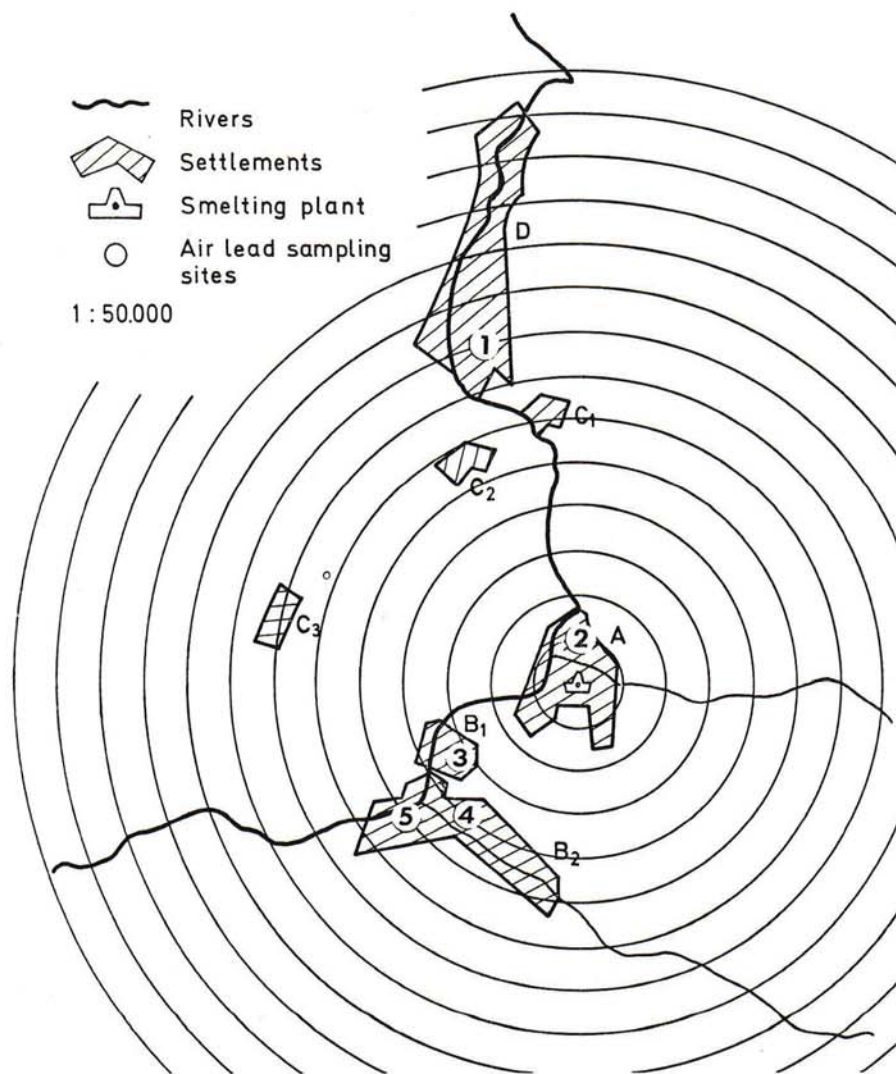 Rivers
Settlements
Smelting plant
Air lead sampling
sites
1 : 50.000
D
1
C1
C2
C3
2
A
B1
3
5
4
B2